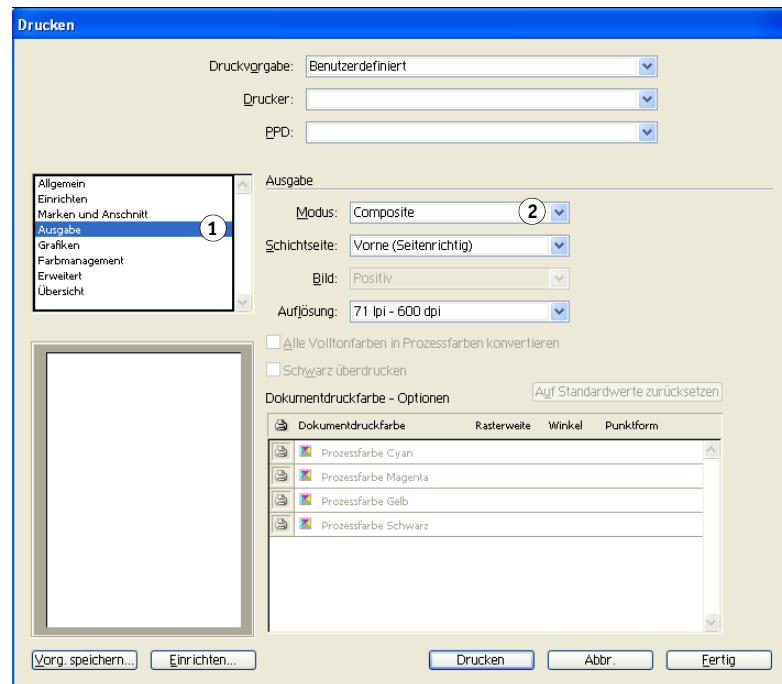 Drucken
Druckvorgabe: Benutzerdefiniert
Drucker:
PPD:
Allgemein
Einrichten
Marken und Anschnitt
Ausgabe 1
Grafiken
Farbmanagement
Erweitert
Übersicht
Ausgabe
Modus: Composite 2
Schichtseite: Vorne (Seitenrichtig)
Bild: Positiv
Auflösung: 71 lpi - 600 dpi
Alle Volltonfarben in Prozessfarben konvertieren
Schwarz überdrucken
Auf Standardwerte zurücksetzen
Dokumentdruckfarbe - Optionen
Dokumentdruckfarbe Rasterweite Winkel Punktform
Prozessfarbe Cyan
Prozessfarbe Magenta
Prozessfarbe Gelb
Prozessfarbe Schwarz
Vorg. speichern... Einrichten... Drucken Abbr. Fertig